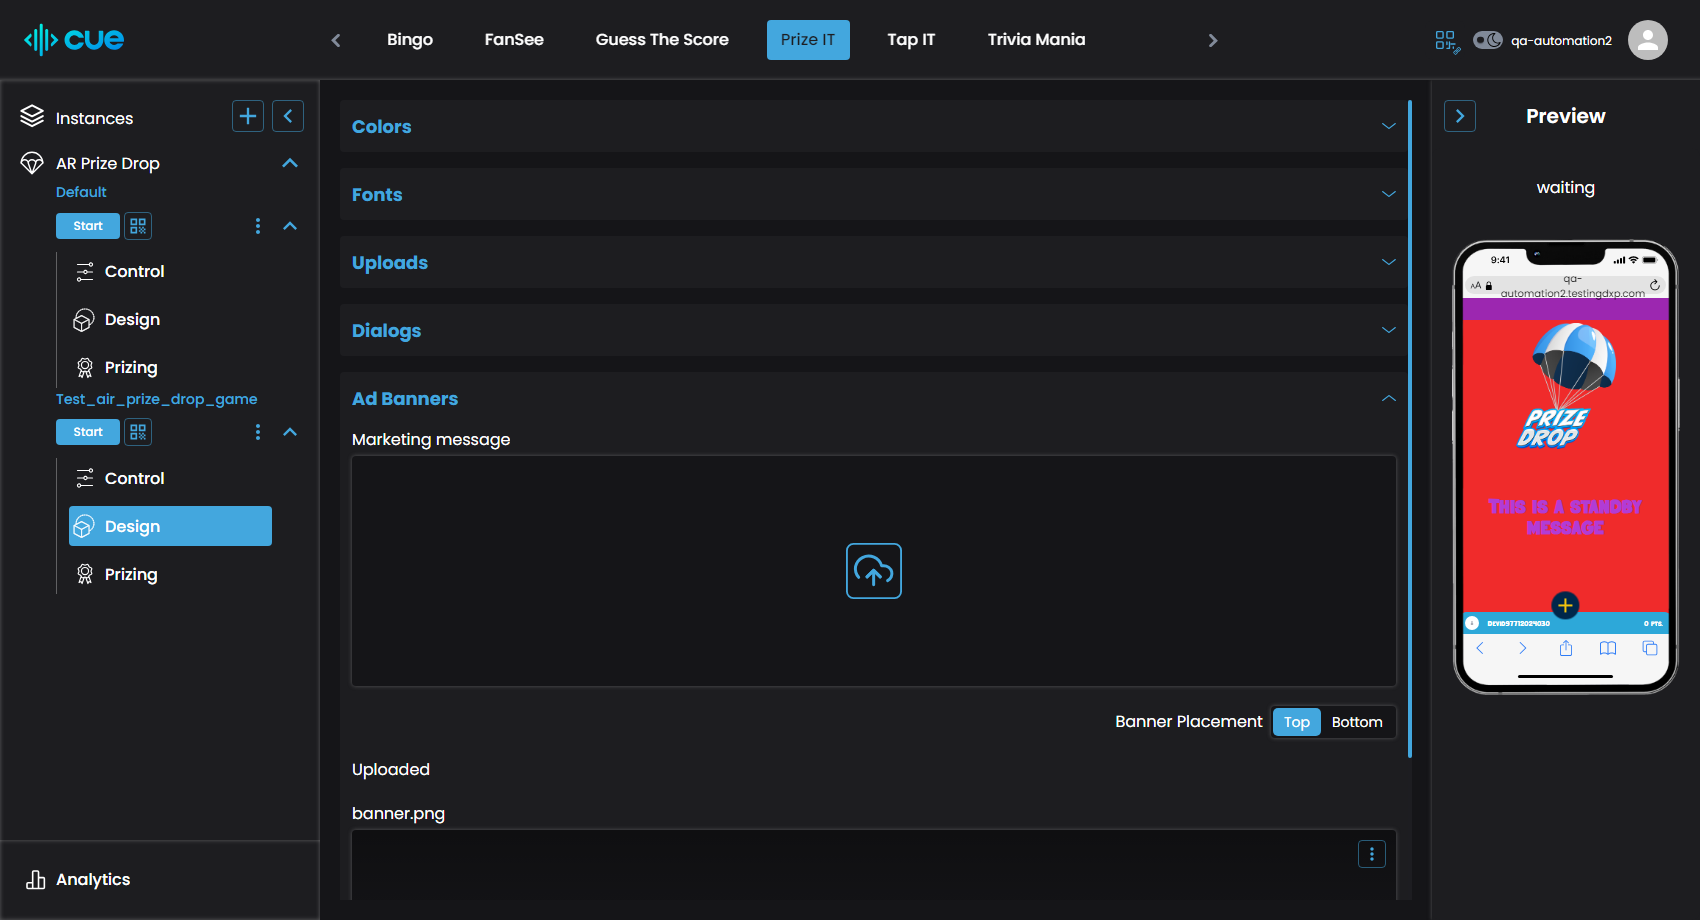 cue
Bingo
FanSee
Guess The Score
Prize IT
Tap IT
Trivia Mania
qa-automation2
Instances
AR Prize Drop
Default
Start
Control
Design
Prizing
Test_air_prize_drop_game
Start
Control
Design
Prizing
Analytics
Colors
Fonts
Uploads
Dialogs
Ad Banners
Marketing message
Banner Placement
Top
Bottom
Uploaded
banner.png
Preview
waiting
9:41
AA
qa-
automation2.testingdxp.com
PRIZE
DROP
THIS IS A STANDBY
MESSAGE
0 PTS.